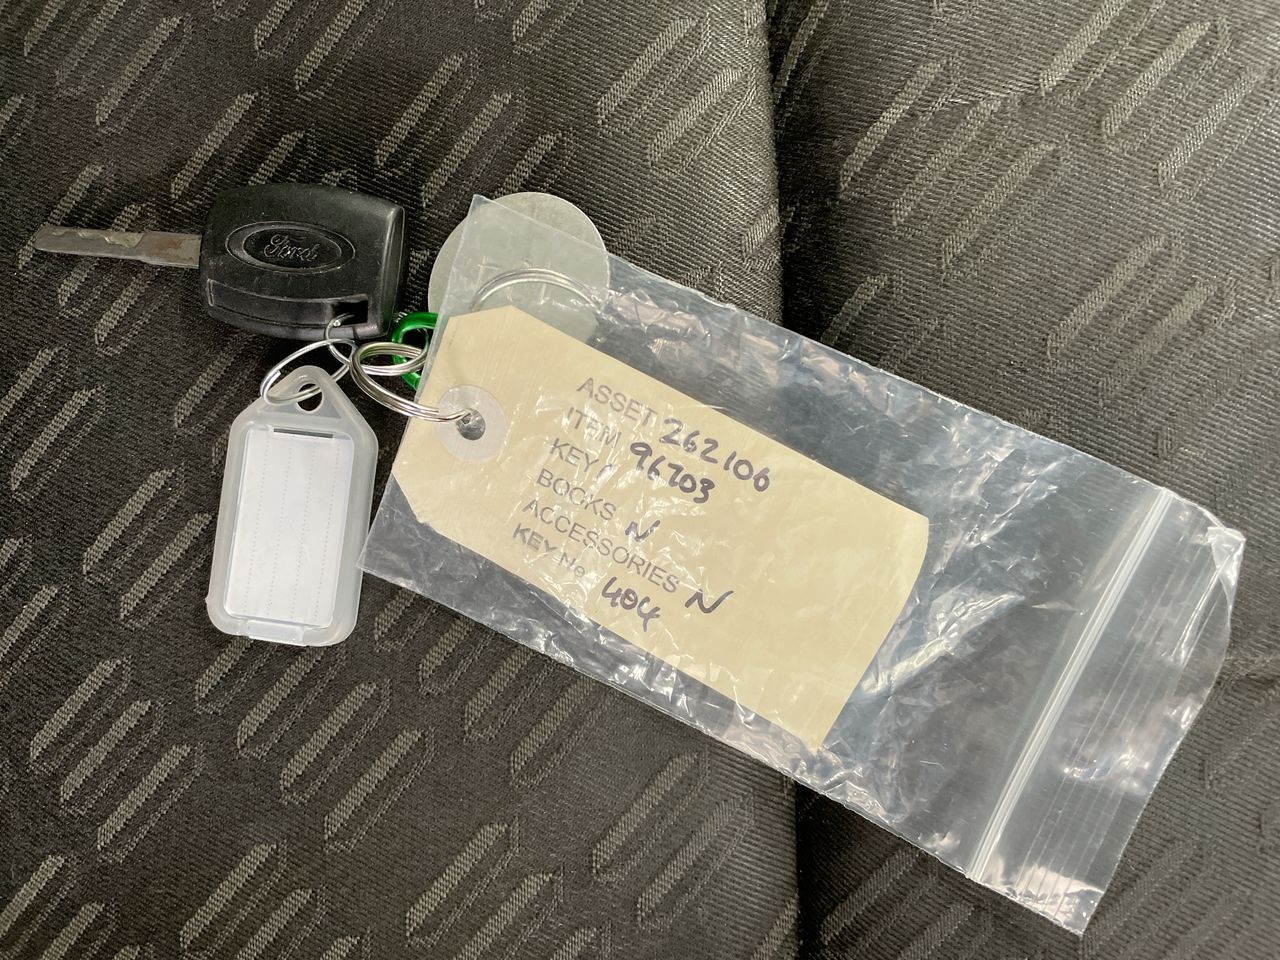 Ford
ASSET 262106
ITEM 96703
KEY
BOOKS N
ACCESSORIES N
KEY No 404